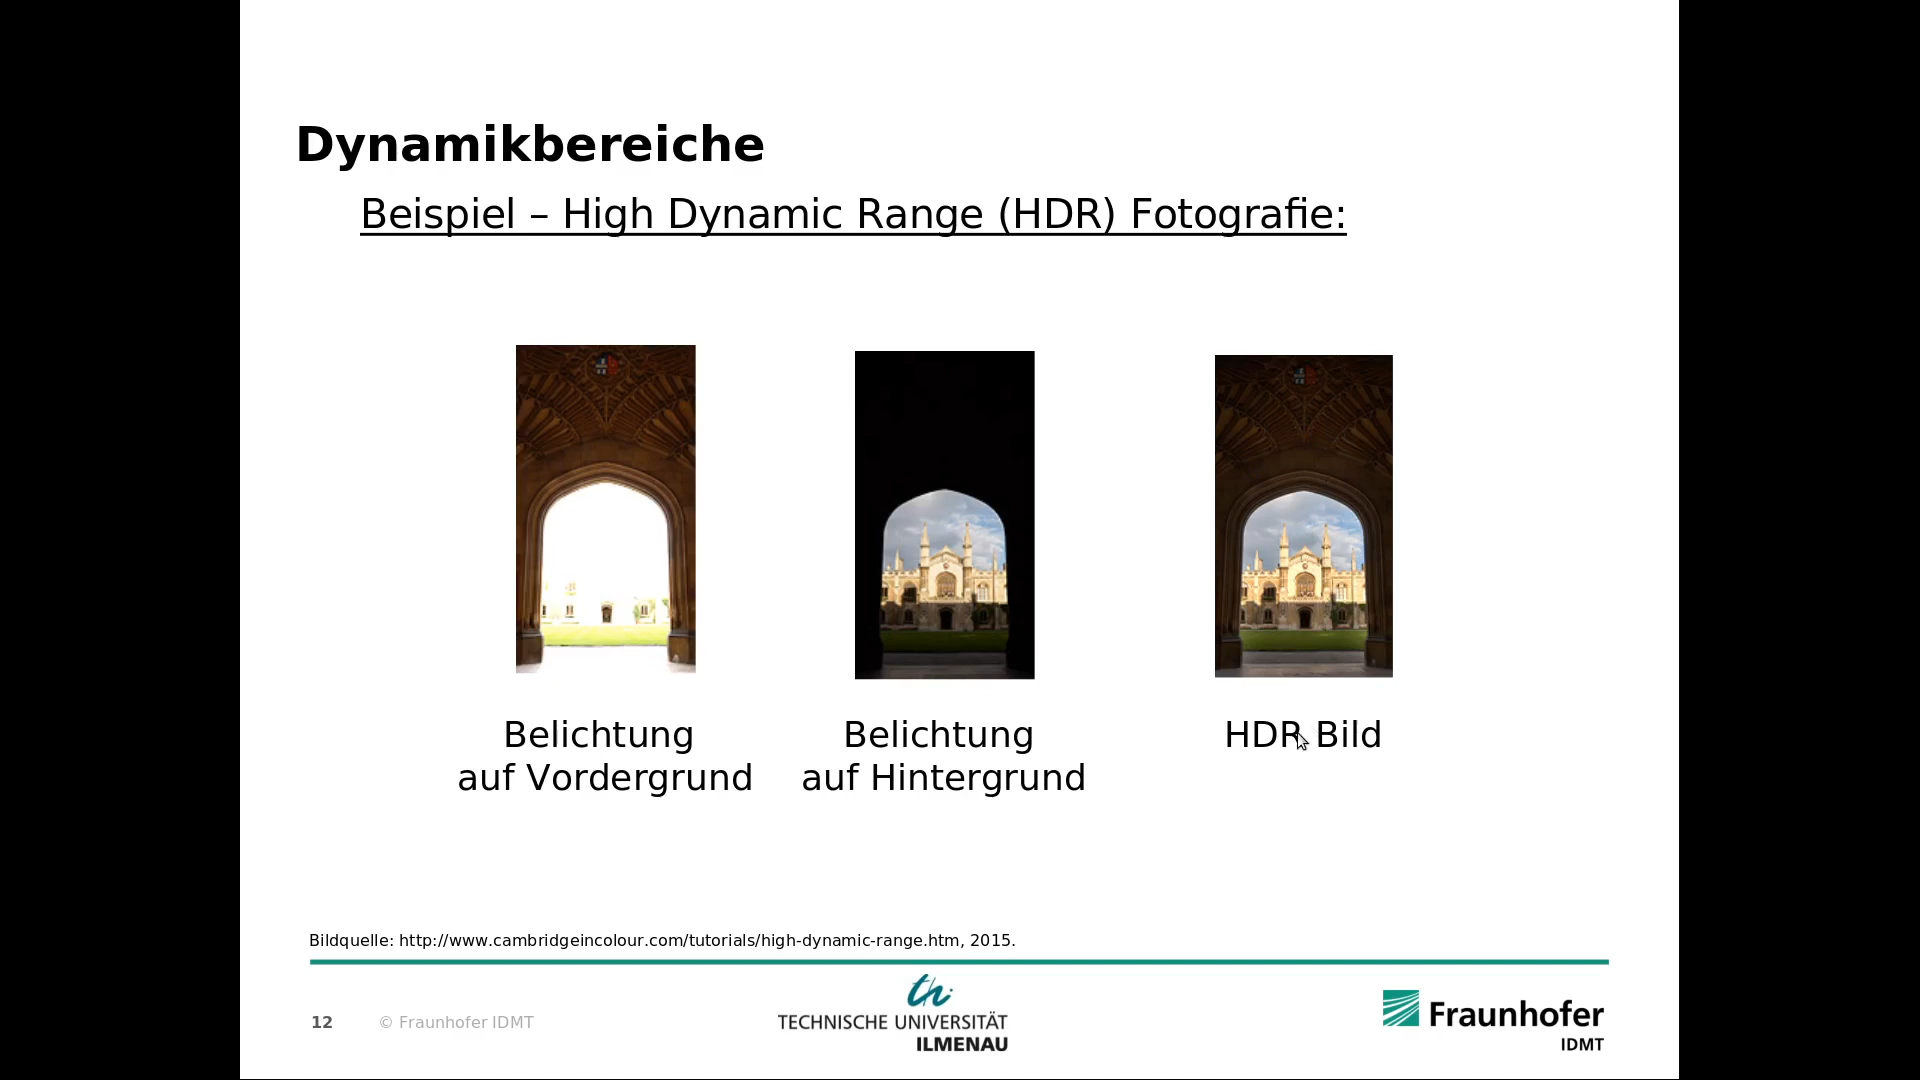 Dynamikbereiche
Beispiel – High Dynamic Range (HDR) Fotografie:
Belichtung
auf Vordergrund
Belichtung
auf Hintergrund
HDR Bild
Bildquelle: http://www.cambridgeincolour.com/tutorials/high-dynamic-range.htm, 2015.
12
© Fraunhofer IDMT
th
TECHNISCHE UNIVERSITÄT
ILMENAU
Fraunhofer
IDMT